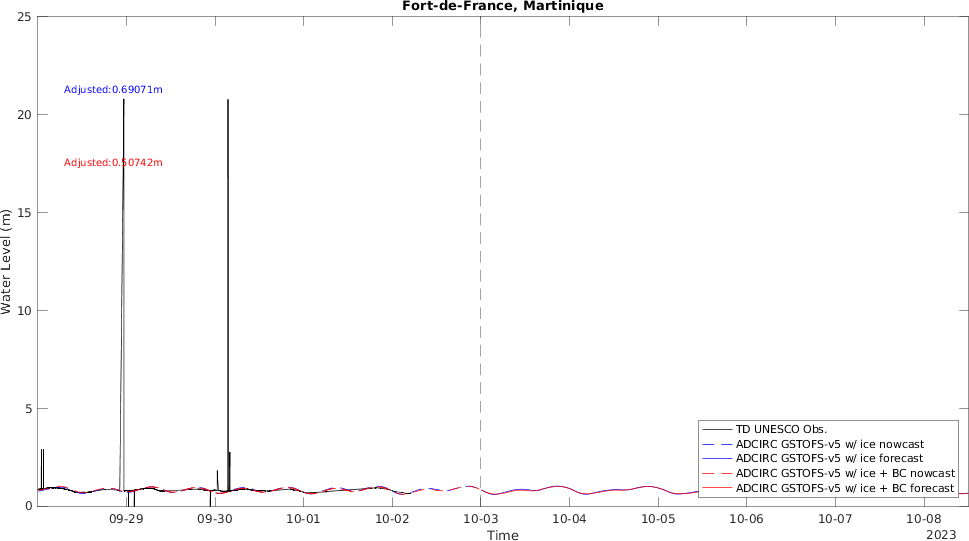 Fort-de-France, Martinique
25
20
15
10
5
0
Water Level (m)
Adjusted:0.69071m
Adjusted:0.50742m
TD UNESCO Obs.
ADCIRC GSTOFS-v5 w/ ice nowcast
ADCIRC GSTOFS-v5 w/ ice forecast
ADCIRC GSTOFS-v5 w/ ice + BC nowcast
ADCIRC GSTOFS-v5 w/ ice + BC forecast
09-29 09-30 10-01 10-02 10-03 10-04 10-05 10-06 10-07 10-08
2023
Time